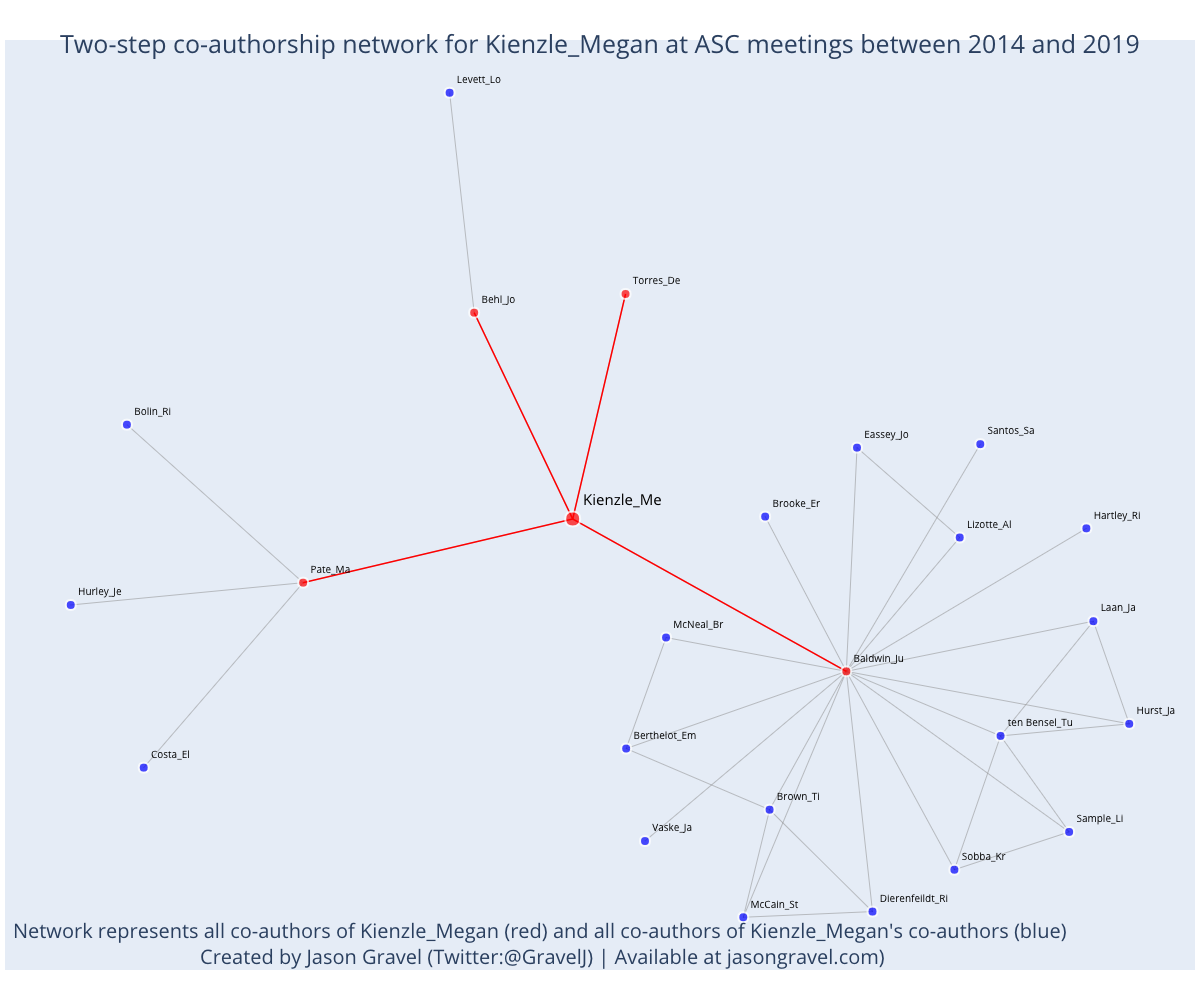 Two-step co-authorship network for Kienzle_Megan at ASC meetings between 2014 and 2019
Levett_Lo
Torres_De
Behl_Jo
Bolin_Ri
Santos_Sa
Eassey_Jo
Kienzle_Me
Brooke_Er
Hartley_Ri
Lizotte_Al
Pate_Ma
Hurley_Je
Laan_Ja
McNeal_Br
Baldwin_Ju
Hurst_Ja
ten Bensel_Tu
Berthelot_Em
Costa_El
Brown_Ti
Sample_Li
Vaske_Ja
Sobba_Kr
Dierenfeildt_Ri
McCain_St
Network represents all co-authors of Kienzle_Megan (red) and all co-authors of Kienzle_Megan's co-authors (blue)
Created by Jason Gravel (Twitter:@GravelJ) | Available at jasongravel.com)